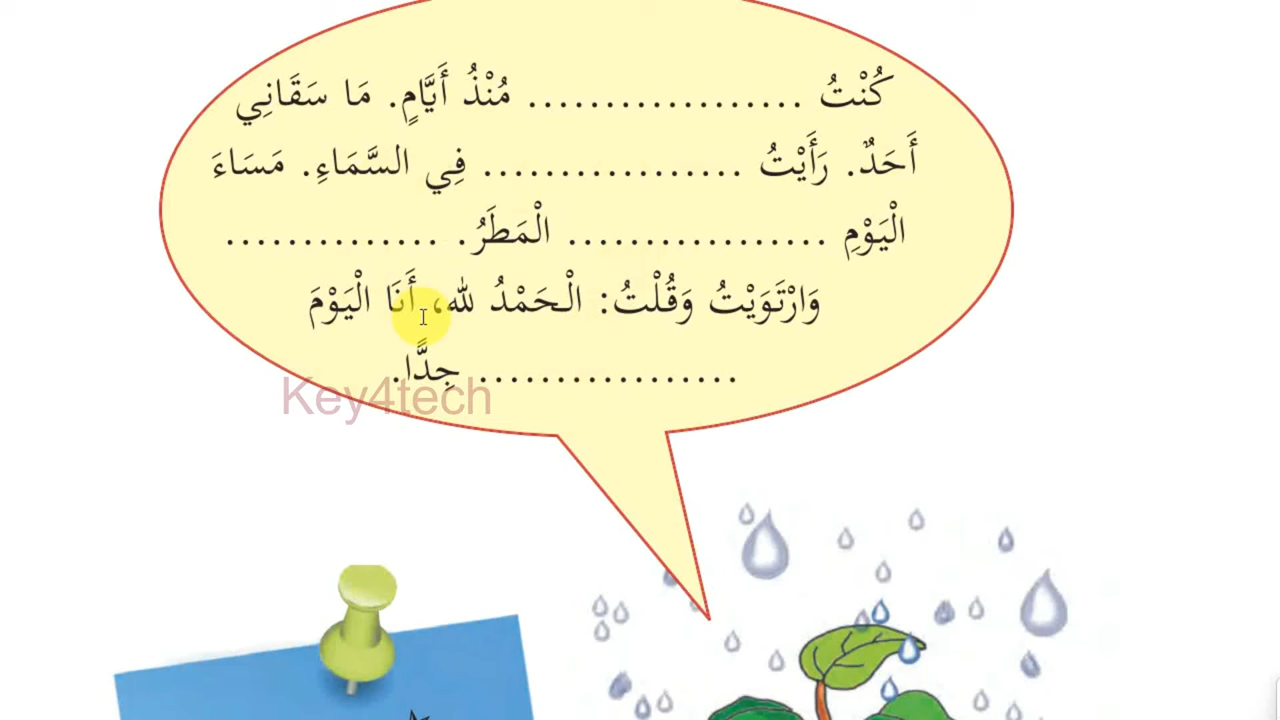 كُنْتُ .................. مُنْذُ أَيَّامٍ. مَا سَقَانِي
أَحَدٌ. رَأَيْتُ ................. فِي السَّمَاءِ. مَسَاءَ
الْيَوْمِ ................. الْمَطَرُ. ..............
وَارْتَوَيْتُ وَقُلْتُ: الْحَمْدُ لله، أَنَا الْيَوْمَ
................. جِدًّا.
Key4tech